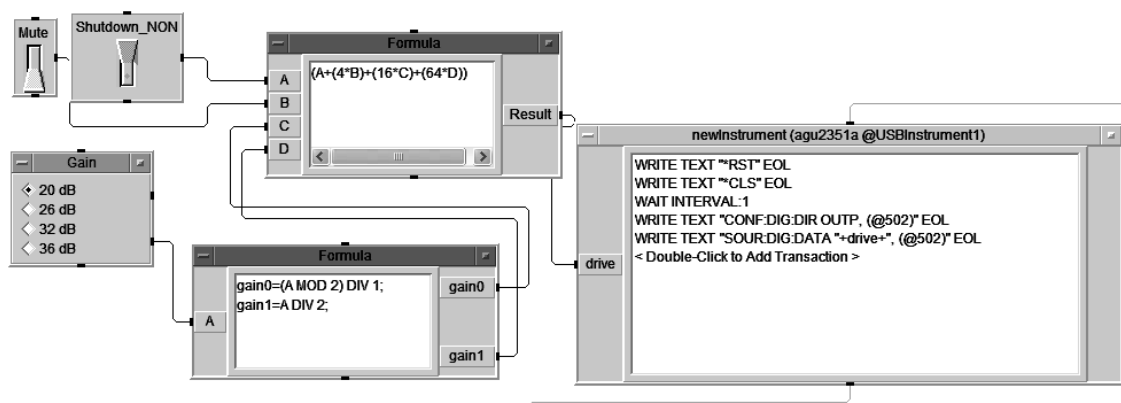 Mute
Shutdown_NON
Formula
(A+(4*B)+(16*C)+(64*D))
A
B
C
D
Result
Gain
20 dB
26 dB
32 dB
36 dB
Formula
gain0=(A MOD 2) DIV 1;
gain1=A DIV 2;
A
gain0
gain1
newInstrument (agu2351a @USBInstrument1)
WRITE TEXT "*RST" EOL
WRITE TEXT "*CLS" EOL
WAIT INTERVAL:1
WRITE TEXT "CONF:DIG:DIR OUTP, (@502)" EOL
WRITE TEXT "SOUR:DIG:DATA "+drive+", (@502)" EOL
< Double-Click to Add Transaction >
drive